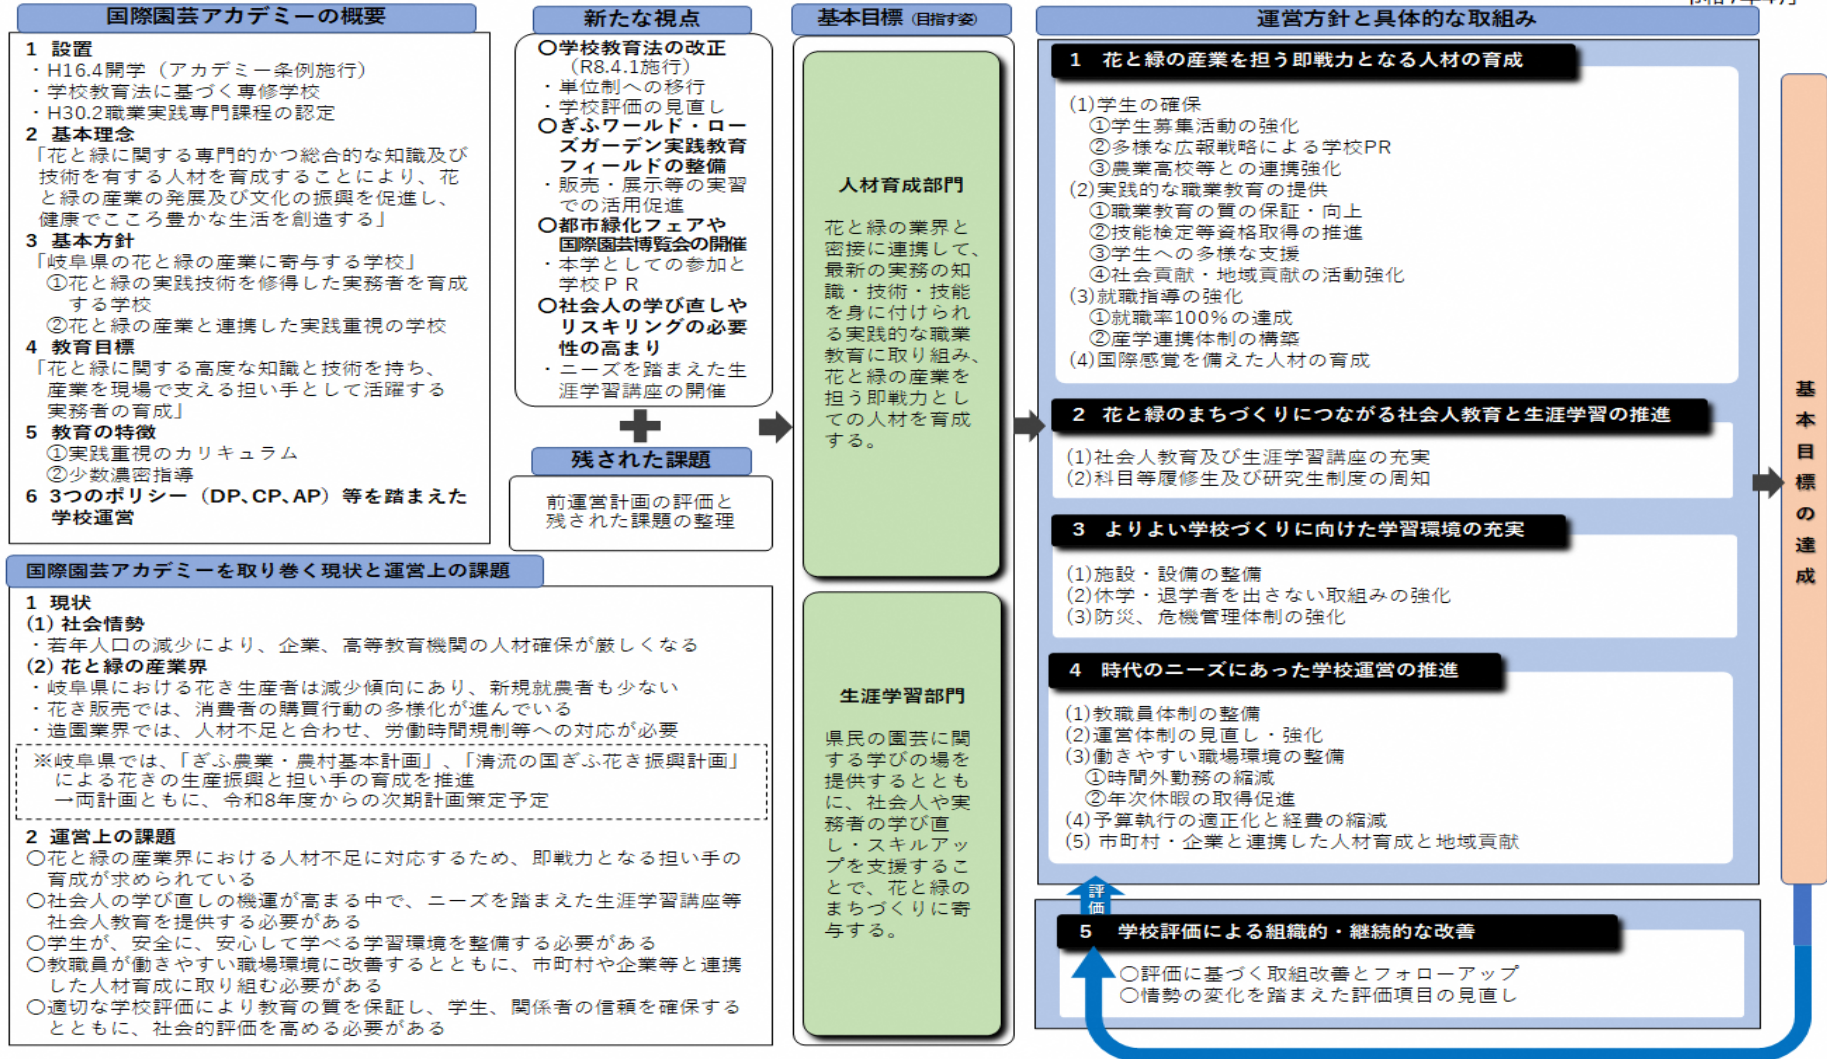 国際園芸アカデミーの概要
1 設置
・H16.4開学（アカデミー条例施行）
・学校教育法に基づく専修学校
・H30.2職業実践専門課程の認定
2 基本理念
「花と緑に関する専門的かつ総合的な知識及び
技術を有する人材を育成することにより、花
と緑の産業の発展及び文化の振興を促進し、
健康でこころ豊かな生活を創造する」
3 基本方針
「岐阜県の花と緑の産業に寄与する学校」
①花と緑の実践技術を修得した実務者を育成
する学校
②花と緑の産業と連携した実践重視の学校
4 教育目標
「花と緑に関する高度な知識と技術を持ち、
産業を現場で支える担い手として活躍する
実務者の育成」
5 教育の特徴
①実践重視のカリキュラム
②少数濃密指導
6 3つのポリシー（DP、CP、AP）等を踏まえた
学校運営
国際園芸アカデミーを取り巻く現状と運営上の課題
1 現状
(1) 社会情勢
・若年人口の減少により、企業、高等教育機関の人材確保が厳しくなる
(2) 花と緑の産業界
・岐阜県における花き生産者は減少傾向にあり、新規就農者も少ない
・花き販売では、消費者の購買行動の多様化が進んでいる
・造園業界では、人材不足と合わせ、労働時間規制等への対応が必要
※岐阜県では、「ぎふ農業・農村基本計画」、「清流の国ぎふ花き振興計画」
による花きの生産振興と担い手の育成を推進
→両計画ともに、令和8年度からの次期計画策定予定
2 運営上の課題
○花と緑の産業界における人材不足に対応するため、即戦力となる担い手の
育成が求められている
○社会人の学び直しの機運が高まる中で、ニーズを踏まえた生涯学習講座等
社会人教育を提供する必要がある
○学生が、安全に、安心して学べる学習環境を整備する必要がある
○教職員が働きやすい職場環境に改善するとともに、市町村や企業等と連携
した人材育成に取り組む必要がある
○適切な学校評価により教育の質を保証し、学生、関係者の信頼を確保する
とともに、社会的評価を高める必要がある
新たな視点
○学校教育法の改正
（R8.4.1施行）
・単位制への移行
・学校評価の見直し
○ぎふワールド・ロー
ズガーデン実践教育
フィールドの整備
・販売・展示等の実習
での活用促進
○都市緑化フェアや
国際園芸博覧会の開催
・本学としての参加と
学校ＰＲ
○社会人の学び直しや
リスキリングの必要
性の高まり
・ニーズを踏まえた生
涯学習講座の開催
残された課題
前運営計画の評価と
残された課題の整理
基本目標（目指す姿）
人材育成部門
花と緑の業界と
密接に連携して、
最新の実務の知
識・技術・技能
を身に付けられ
る実践的な職業
教育に取り組み、
花と緑の産業を
担う即戦力とし
ての人材を育成
する。
生涯学習部門
県民の園芸に関
する学びの場を
提供するととも
に、社会人や実
務者の学び直
し・スキルアッ
プを支援するこ
とで、花と緑の
まちづくりに寄
与する。
運営方針と具体的な取組み
1 花と緑の産業を担う即戦力となる人材の育成
(1)学生の確保
①学生募集活動の強化
②多様な広報戦略による学校PR
③農業高校等との連携強化
(2)実践的な職業教育の提供
①職業教育の質の保証・向上
②技能検定等資格取得の推進
③学生への多様な支援
④社会貢献・地域貢献の活動強化
(3)就職指導の強化
①就職率100％の達成
②産学連携体制の構築
(4)国際感覚を備えた人材の育成
2 花と緑のまちづくりにつながる社会人教育と生涯学習の推進
(1)社会人教育及び生涯学習講座の充実
(2)科目等履修生及び研究生制度の周知
3 よりよい学校づくりに向けた学習環境の充実
(1)施設・設備の整備
(2)休学・退学者を出さない取組みの強化
(3)防災、危機管理体制の強化
4 時代のニーズにあった学校運営の推進
(1)教職員体制の整備
(2)運営体制の見直し・強化
(3)働きやすい職場環境の整備
①時間外勤務の縮減
②年次休暇の取得促進
(4)予算執行の適正化と経費の縮減
(5) 市町村・企業と連携した人材育成と地域貢献
評価
5 学校評価による組織的・継続的な改善
○評価に基づく取組改善とフォローアップ
○情勢の変化を踏まえた評価項目の見直し
基本目標の達成